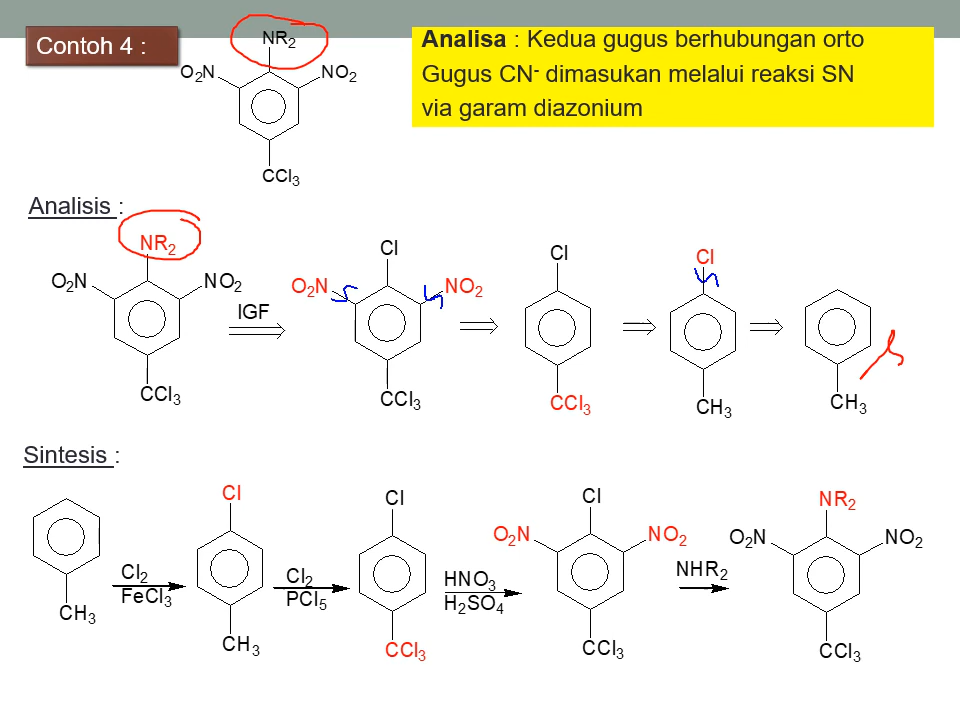 Contoh 4 :
NR2
O2N
NO2
CCl3
Analisa : Kedua gugus berhubungan orto
Gugus CN- dimasukan melalui reaksi SN
via garam diazonium
Analisis :
NR2
O2N
NO2
CCl3
IGF
Cl
O2N
NO2
CCl3
Cl
CCl3
Cl
CH3
CH3
Sintesis :
CH3
Cl2
FeCl3
Cl
CH3
Cl2
PCl5
Cl
CCl3
HNO3
H2SO4
Cl
O2N
NO2
CCl3
NHR2
NR2
O2N
NO2
CCl3